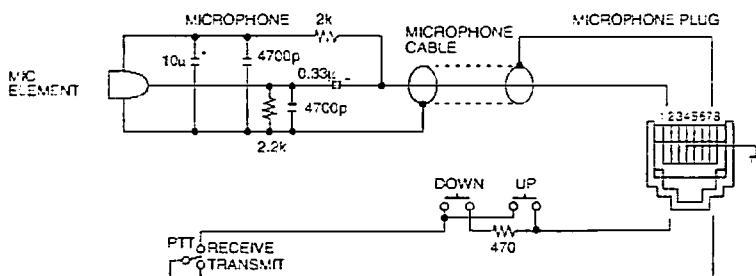 MICROPHONE
2k
MICROPHONE
CABLE
MICROPHONE PLUG
10u
+
4700p
0.33u
-
MIC
ELEMENT
4700p
2.2k
12345678
DOWN
UP
470
PTT
RECEIVE
TRANSMIT